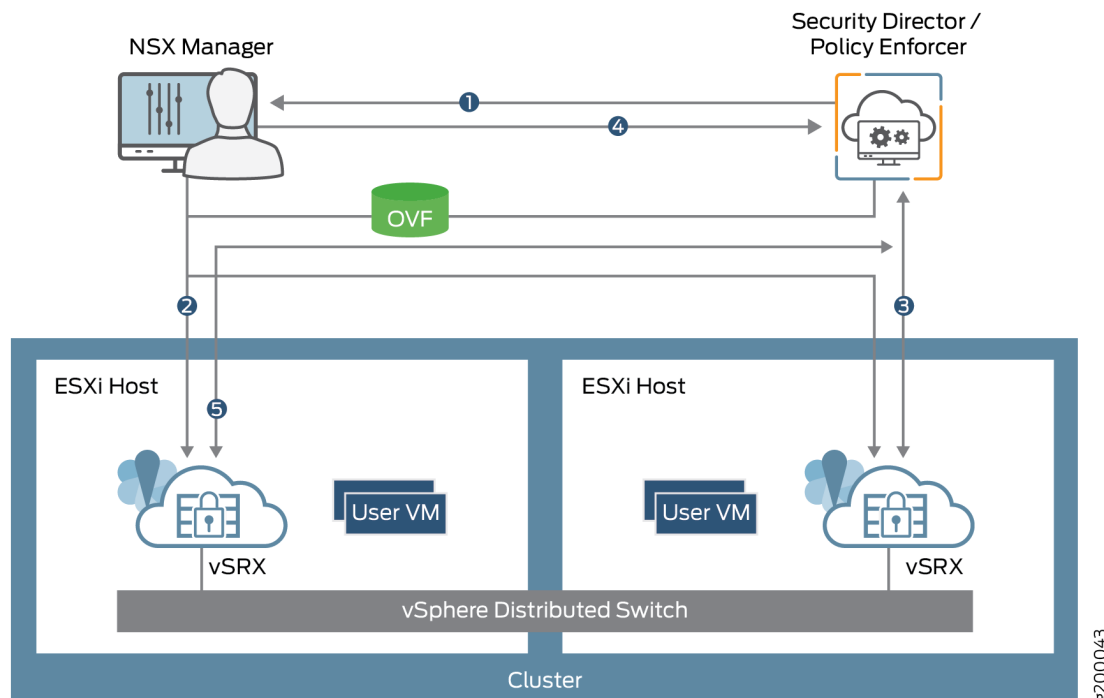 Security Director /
Policy Enforcer
NSX Manager
1
4
OVF
2
3
ESXi Host
ESXi Host
5
User VM
User VM
vSRX
vSRX
vSphere Distributed Switch
Cluster
g200043